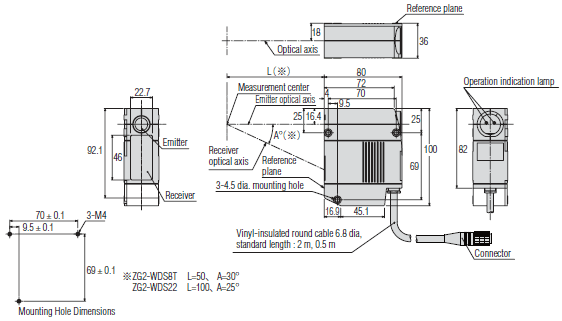 Reference plane
18
36
Optical axis
L (※)
80
72
Measurement center
4
70
Operation indication lamp
Emitter optical axis
9.5
22.7
25
16.4
25
Emitter
A°(※)
92.1
46
100
82
Receiver
optical axis
Reference
plane
69
3-4.5 dia. mounting hole
Receiver
16.9
45.1
70 ± 0.1
3-M4
9.5 ± 0.1
Vinyl-insulated round cable 6.8 dia,
standard length : 2 m, 0.5 m
Connector
69 ± 0.1
※ZG2-WDS8T L=50、 A=30°
ZG2-WDS22 L=100、A=25°
Mounting Hole Dimensions